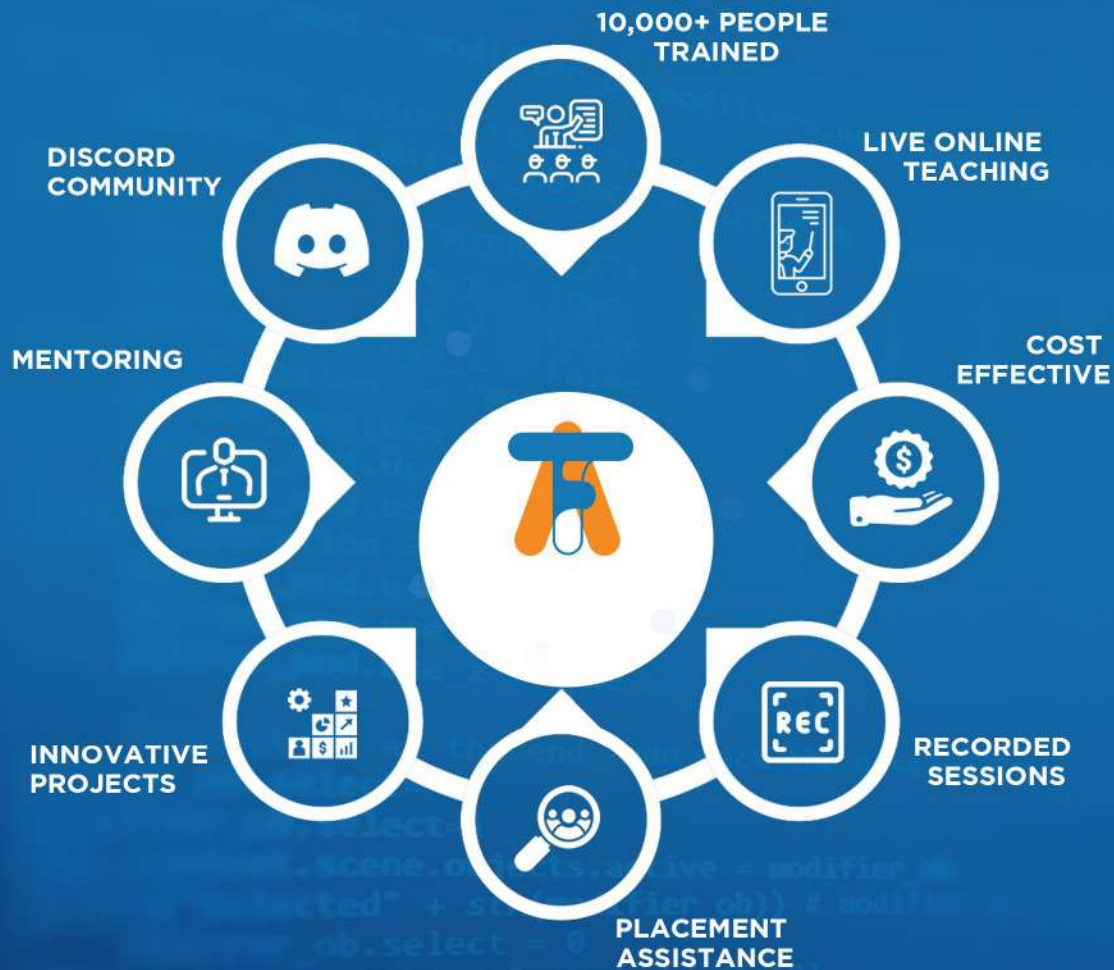 10,000+ PEOPLE
TRAINED
LIVE ONLINE
TEACHING
COST
EFFECTIVE
REC
RECORDED
SESSIONS
PLACEMENT
ASSISTANCE
INNOVATIVE
PROJECTS
MENTORING
DISCORD
COMMUNITY